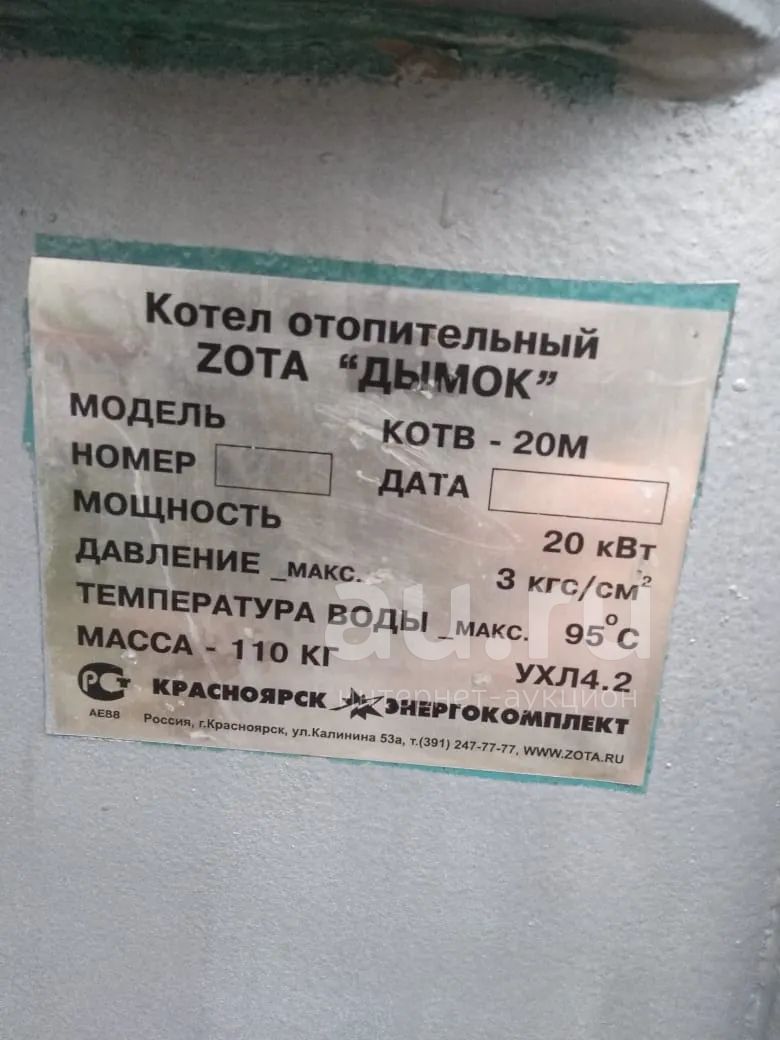 Котел отопительный
ZOTA “ДЫМОК”
МОДЕЛЬ КОТВ - 20М
НОМЕР ДАТА
МОЩНОСТЬ 20 кВт
ДАВЛЕНИЕ _МАКС. 3 кгс/см²
ТЕМПЕРАТУРА ВОДЫ _МАКС. 95°С
МАССА - 110 КГ УХЛ4.2
РСт КРАСНОЯРСК ЭНЕРГОКОМПЛЕКТ
АЕ88 Россия, г.Красноярск, ул.Калинина 53а, т.(391) 247-77-77, WWW.ZOTA.RU
au.ru
интернет-аукцион